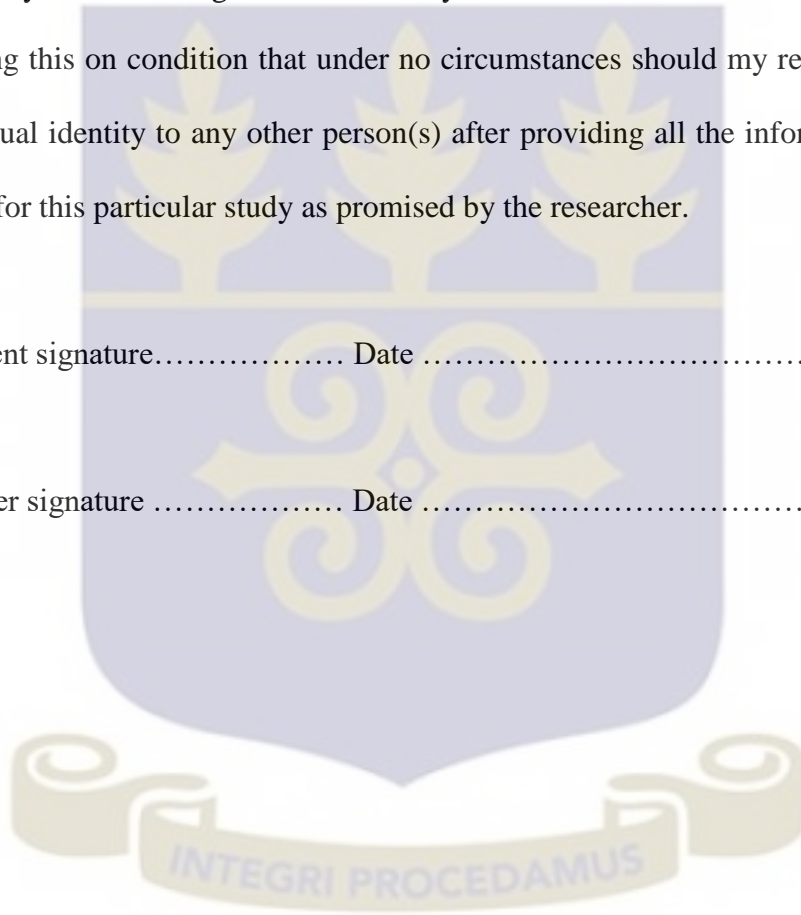 ng this on condition that under no circumstances should my re
ual identity to any other person(s) after providing all the infor
for this particular study as promised by the researcher.
ent signature……………… Date ……………………………
er signature ……………… Date ……………………………
INTEGRI PROCEDAMUS